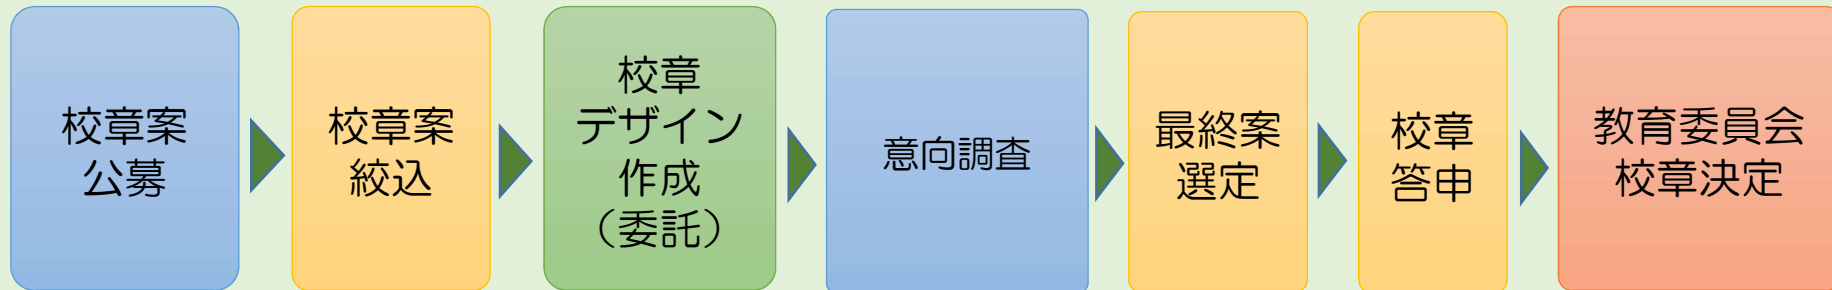 校章案
公募
校章案
絞込
校章
デザイン
作成
（委託）
意向調査
最終案
選定
校章
答申
教育委員会
校章決定